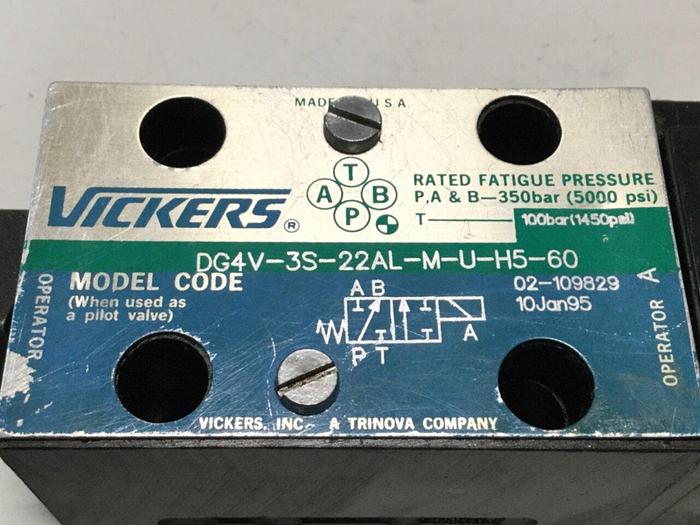 MADE U.S.A.
T
A B
P
VICKERS®
RATED FATIGUE PRESSURE
P,A & B—350bar (5000 psi)
T—100bar(1450psi)
DG4V-3S-22AL-M-U-H5-60
MODEL CODE
(When used as
a pilot valve)
02-109829
10Jan95
OPERATOR
A B
P T
A
OPERATOR A
VICKERS, INC. A TRINOVA COMPANY